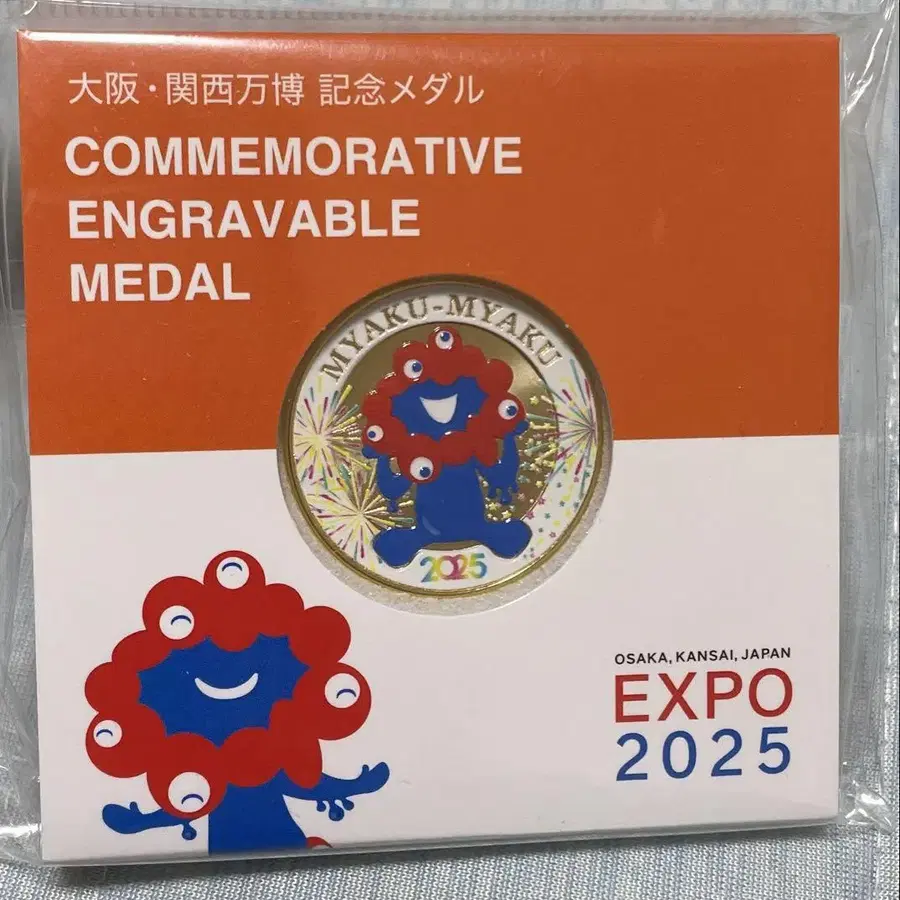 大阪・関西万博 記念メダル
COMMEMORATIVE
ENGRAVABLE
MEDAL
MYAKU-MYAKU
2025
OSAKA, KANSAI, JAPAN
EXPO
2025